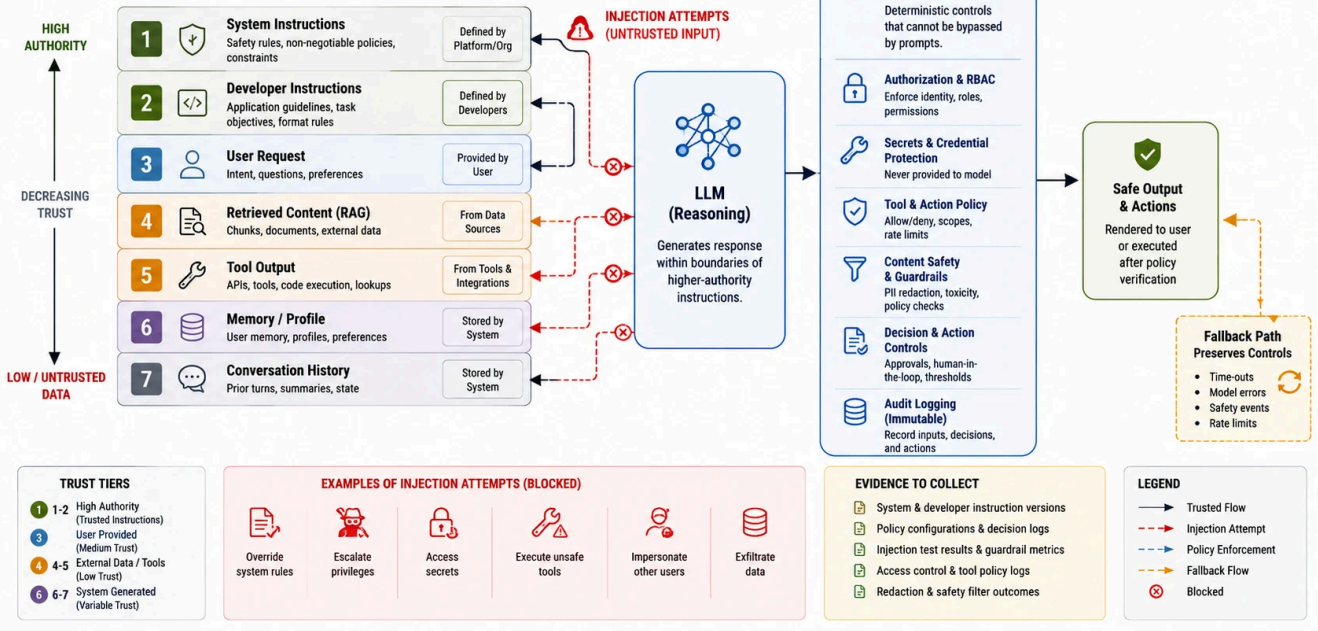 HIGH
AUTHORITY
DECREASING
TRUST
LOW / UNTRUSTED
DATA
1
System Instructions
Safety rules, non-negotiable policies,
constraints
Defined by
Platform/Org
2
Developer Instructions
Application guidelines, task
objectives, format rules
Defined by
Developers
3
User Request
Intent, questions, preferences
Provided by
User
4
Retrieved Content (RAG)
Chunks, documents, external data
From Data
Sources
5
Tool Output
APIs, tools, code execution, lookups
From Tools &
Integrations
6
Memory / Profile
User memory, profiles, preferences
Stored by
System
7
Conversation History
Prior turns, summaries, state
Stored by
System
INJECTION ATTEMPTS
(UNTRUSTED INPUT)
LLM
(Reasoning)
Generates response
within boundaries of
higher-authority
instructions.
Deterministic controls
that cannot be bypassed
by prompts.
Authorization & RBAC
Enforce identity, roles,
permissions
Secrets & Credential
Protection
Never provided to model
Tool & Action Policy
Allow/deny, scopes,
rate limits
Content Safety
& Guardrails
PII redaction, toxicity,
policy checks
Decision & Action
Controls
Approvals, human-in-
the-loop, thresholds
Audit Logging
(Immutable)
Record inputs, decisions,
and actions
Safe Output
& Actions
Rendered to user
or executed
after policy
verification
Fallback Path
Preserves Controls
• Time-outs
• Model errors
• Safety events
• Rate limits
TRUST TIERS
1 1-2 High Authority
(Trusted Instructions)
3 User Provided
(Medium Trust)
4 4-5 External Data / Tools
(Low Trust)
6 6-7 System Generated
(Variable Trust)
EXAMPLES OF INJECTION ATTEMPTS (BLOCKED)
Override
system rules
Escalate
privileges
Access
secrets
Execute unsafe
tools
Impersonate
other users
Exfiltrate
data
EVIDENCE TO COLLECT
System & developer instruction versions
Policy configurations & decision logs
Injection test results & guardrail metrics
Access control & tool policy logs
Redaction & safety filter outcomes
LEGEND
Trusted Flow
Injection Attempt
Policy Enforcement
Fallback Flow
Blocked